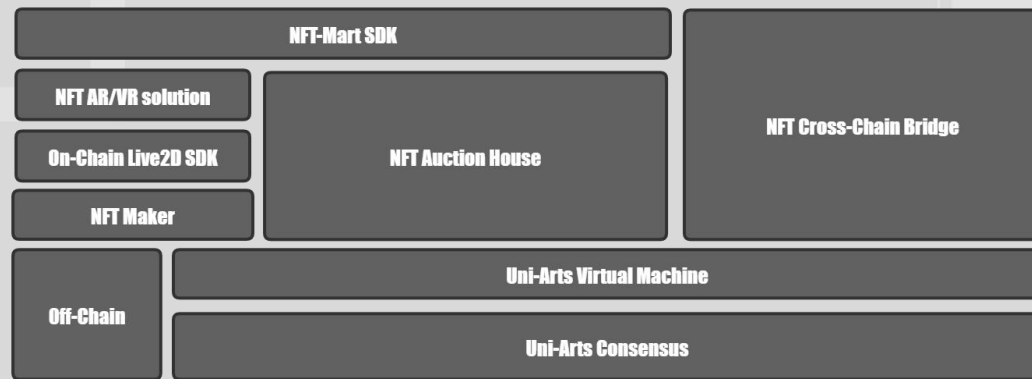 NFT-Mart SDK
NFT AR/VR solution
On-Chain Live2D SDK
NFT Maker
NFT Auction House
NFT Cross-Chain Bridge
Off-Chain
Uni-Arts Virtual Machine
Uni-Arts Consensus